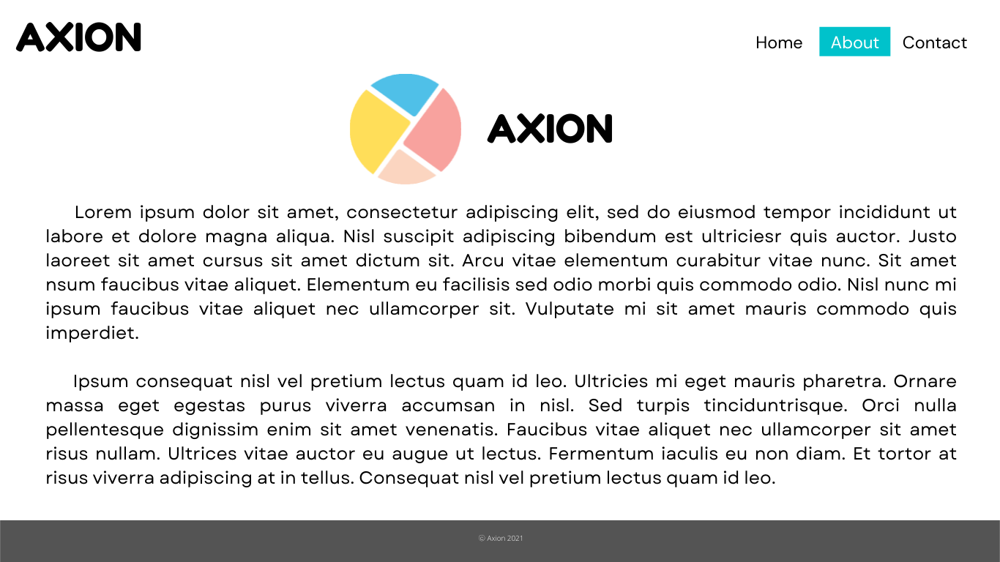 AXION
Home About Contact
AXION
Lorem ipsum dolor sit amet, consectetur adipiscing elit, sed do eiusmod tempor incididunt ut
labore et dolore magna aliqua. Nisl suscipit adipiscing bibendum est ultriciesr quis auctor. Justo
laoreet sit amet cursus sit amet dictum sit. Arcu vitae elementum curabitur vitae nunc. Sit amet
nsum faucibus vitae aliquet. Elementum eu facilisis sed odio morbi quis commodo odio. Nisl nunc mi
ipsum faucibus vitae aliquet nec ullamcorper sit. Vulputate mi sit amet mauris commodo quis
imperdiet.
Ipsum consequat nisl vel pretium lectus quam id leo. Ultricies mi eget mauris pharetra. Ornare
massa eget egestas purus viverra accumsan in nisl. Sed turpis tinciduntrisque. Orci nulla
pellentesque dignissim enim sit amet venenatis. Faucibus vitae aliquet nec ullamcorper sit amet
risus nullam. Ultrices vitae auctor eu augue ut lectus. Fermentum iaculis eu non diam. Et tortor at
risus viverra adipiscing at in tellus. Consequat nisl vel pretium lectus quam id leo.
© Axion 2021